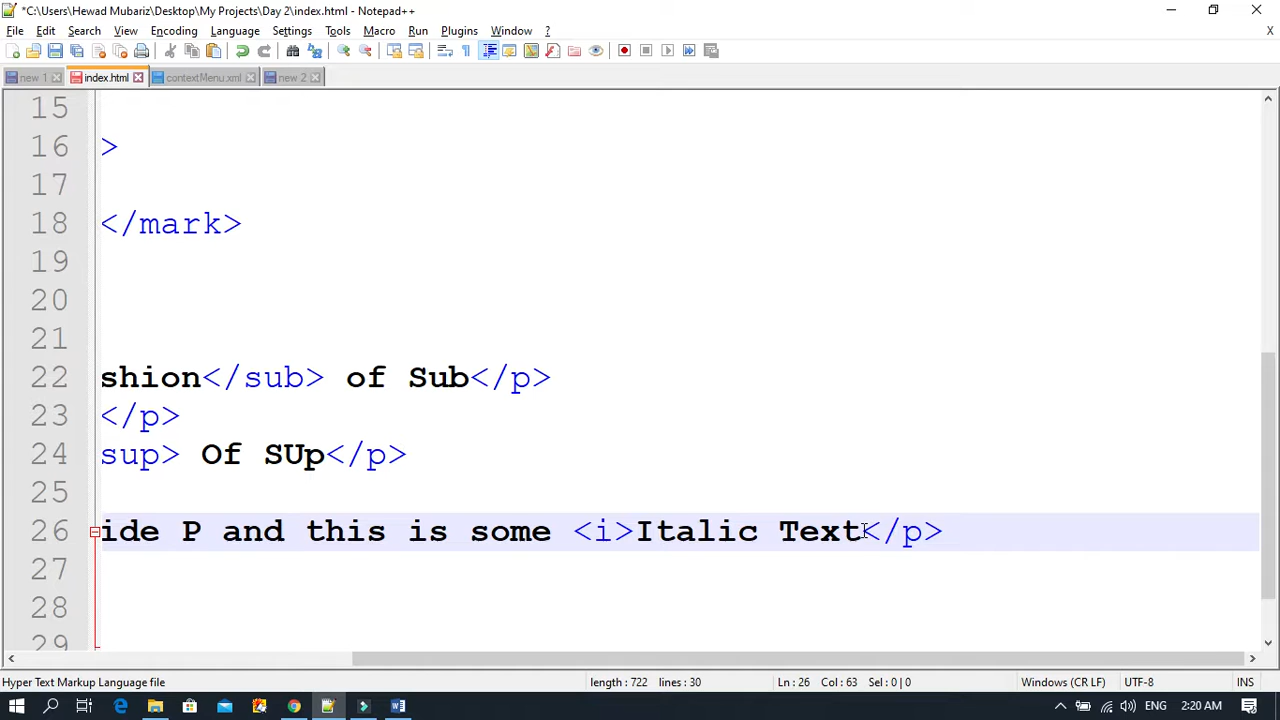 *C:\Users\Hewad Mubariz\Desktop\My Projects\Day 2\index.html - Notepad++
File Edit Search View Encoding Language Settings Tools Macro Run Plugins Window ? X
new 1 index.html contextMenu.xml new 2
15
16 >
17
18 </mark>
19
20
21
22 shion</sub> of Sub</p>
23 </p>
24 sup> Of SUp</p>
25
26 ide P and this is some <i>Italic Text</p>
27
28
29
Hyper Text Markup Language file length : 722 lines : 30 Ln : 26 Col : 63 Sel : 0 | 0 Windows (CR LF) UTF-8 INS
ENG 2:20 AM